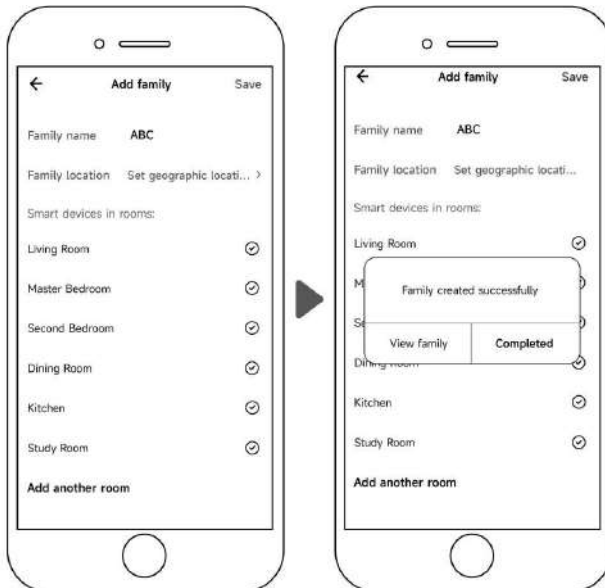 Add family Save
Family name ABC
Family location Set geographic locati...
Smart devices in rooms:
Living Room
Master Bedroom
Second Bedroom
Dining Room
Kitchen
Study Room
Add another room
Add family Save
Family name ABC
Family location Set geographic locati...
Smart devices in rooms:
Living Room
M
Family created successfully
Se
View family Completed
Dining Room
Kitchen
Study Room
Add another room